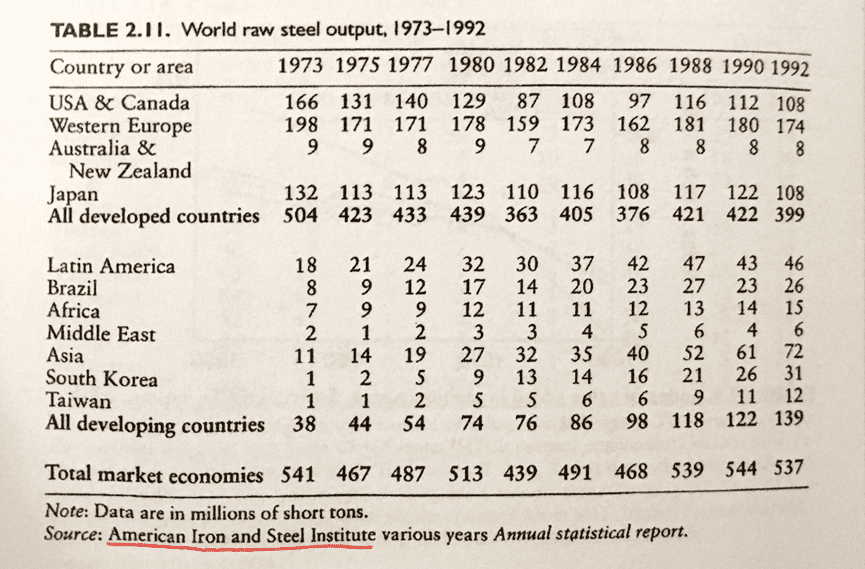 TABLE 2.11. World raw steel output, 1973–1992
Country or area 1973 1975 1977 1980 1982 1984 1986 1988 1990 1992
USA & Canada 166 131 140 129 87 108 97 116 112 108
Western Europe 198 171 171 178 159 173 162 181 180 174
Australia & 9 9 8 9 7 7 8 8 8 8
New Zealand
Japan 132 113 113 123 110 116 108 117 122 108
All developed countries 504 423 433 439 363 405 376 421 422 399
Latin America 18 21 24 32 30 37 42 47 43 46
Brazil 8 9 12 17 14 20 23 27 23 26
Africa 7 9 9 12 11 11 12 13 14 15
Middle East 2 1 2 3 3 4 5 6 4 6
Asia 11 14 19 27 32 35 40 52 61 72
South Korea 1 2 5 9 13 14 16 21 26 31
Taiwan 1 1 2 5 5 6 6 9 11 12
All developing countries 38 44 54 74 76 86 98 118 122 139
Total market economies 541 467 487 513 439 491 468 539 544 537
Note: Data are in millions of short tons.
Source: American Iron and Steel Institute various years Annual statistical report.